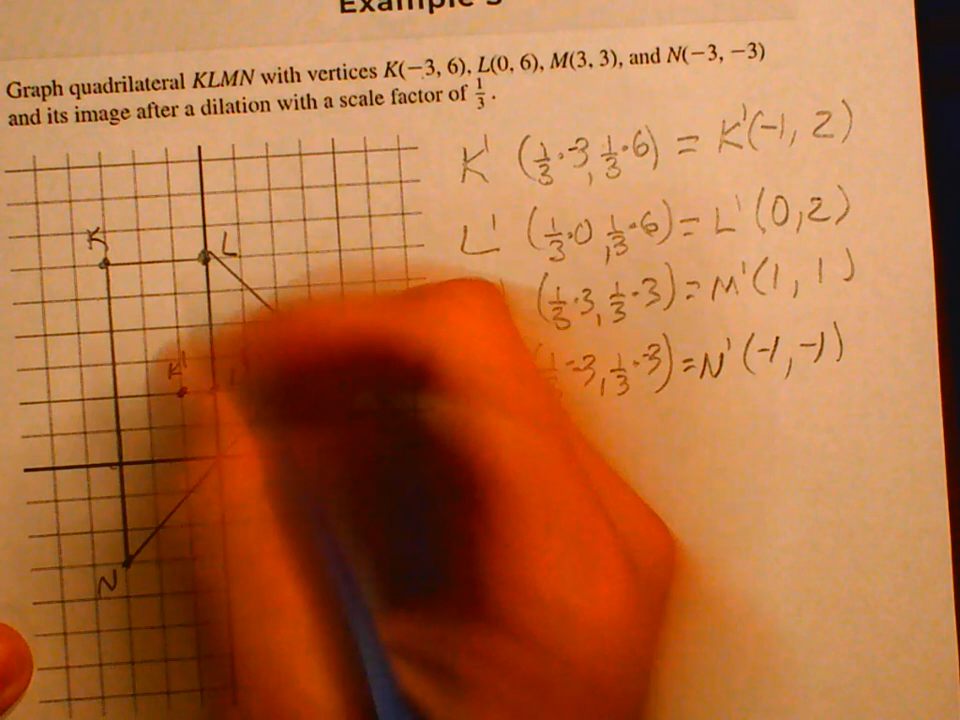 Graph quadrilateral KLMN with vertices K(−3, 6), L(0, 6), M(3, 3), and N(−3, −3)
and its image after a dilation with a scale factor of 1/3.
K' (1/3·-3, 1/3·6) = K'(-1, 2)
L' (1/3·0, 1/3·6) = L'(0,2)
(1/3·3, 1/3·3) = M'(1, 1)
-3, 1/3·-3) = N'(-1, -1)
K L
K'
N